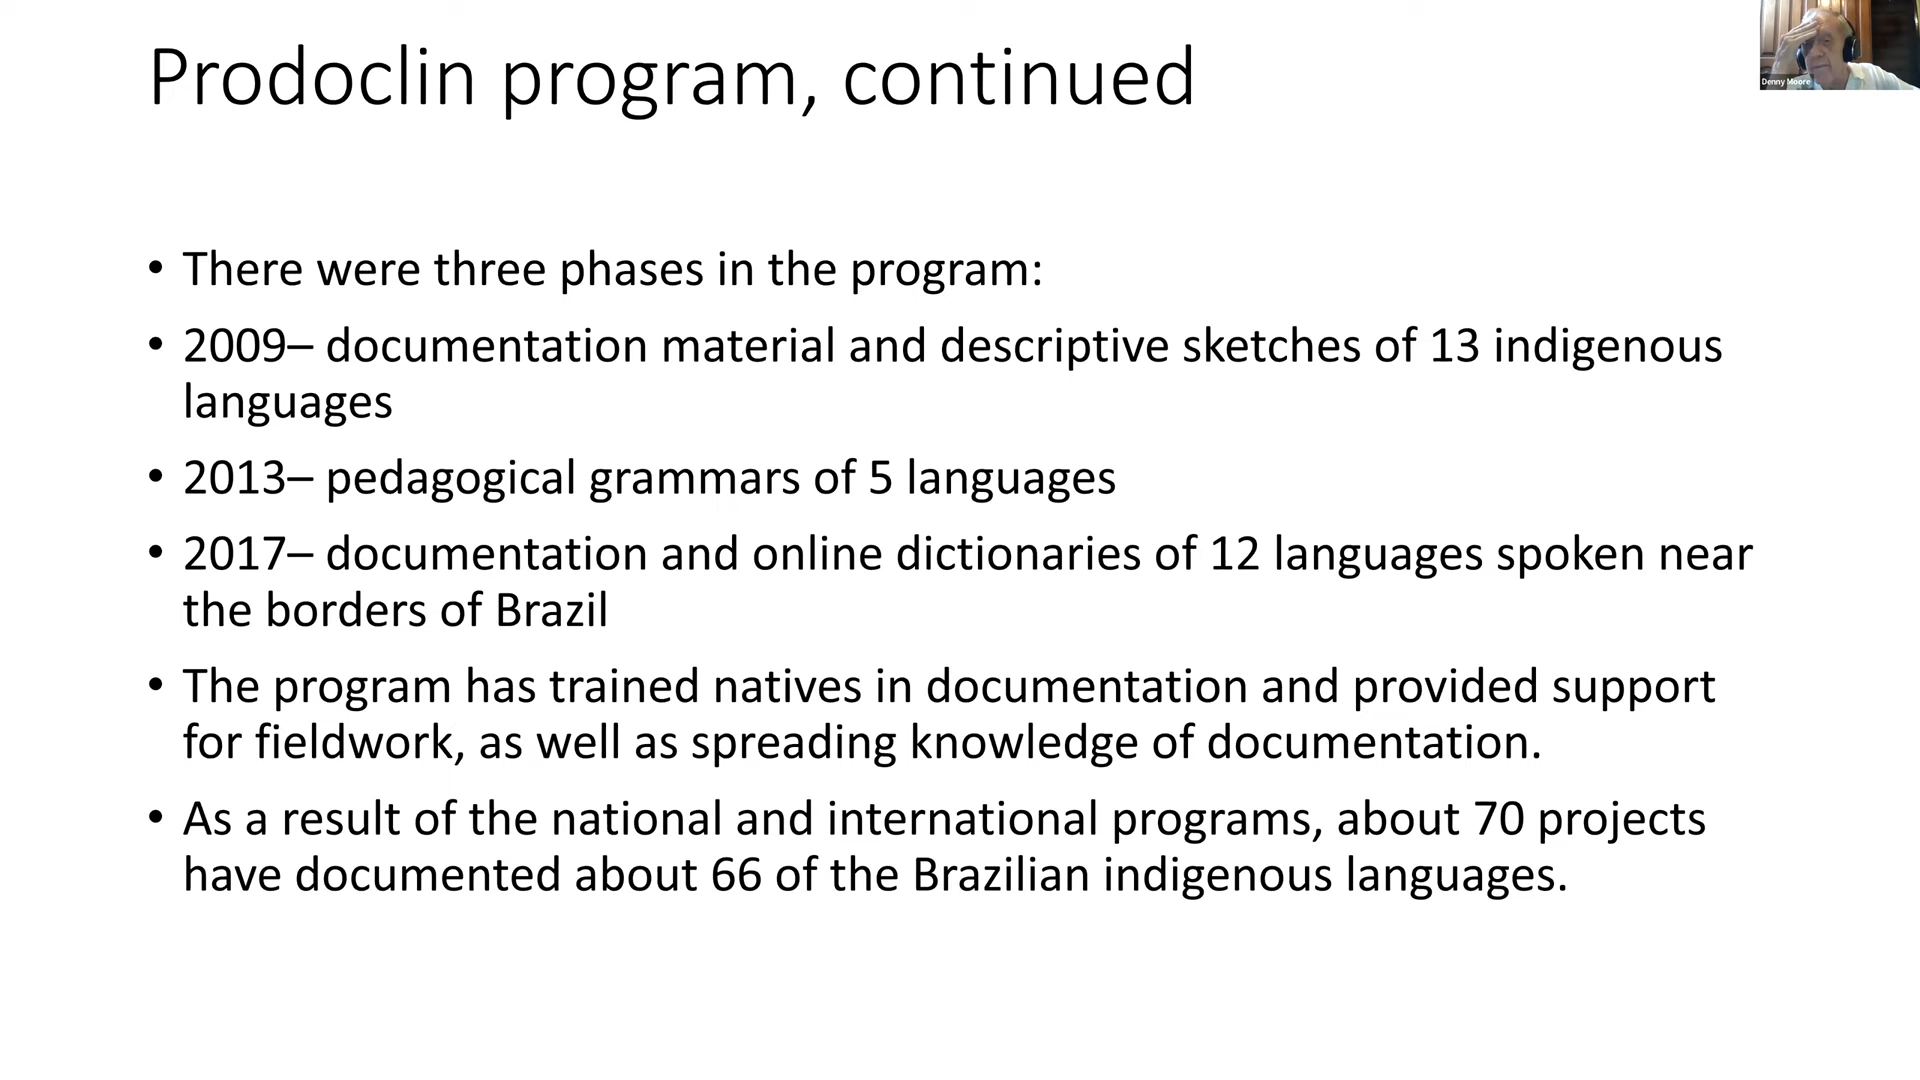 Prodoclin program, continued
Denny Moore
• There were three phases in the program:
• 2009– documentation material and descriptive sketches of 13 indigenous
languages
• 2013– pedagogical grammars of 5 languages
• 2017– documentation and online dictionaries of 12 languages spoken near
the borders of Brazil
• The program has trained natives in documentation and provided support
for fieldwork, as well as spreading knowledge of documentation.
• As a result of the national and international programs, about 70 projects
have documented about 66 of the Brazilian indigenous languages.